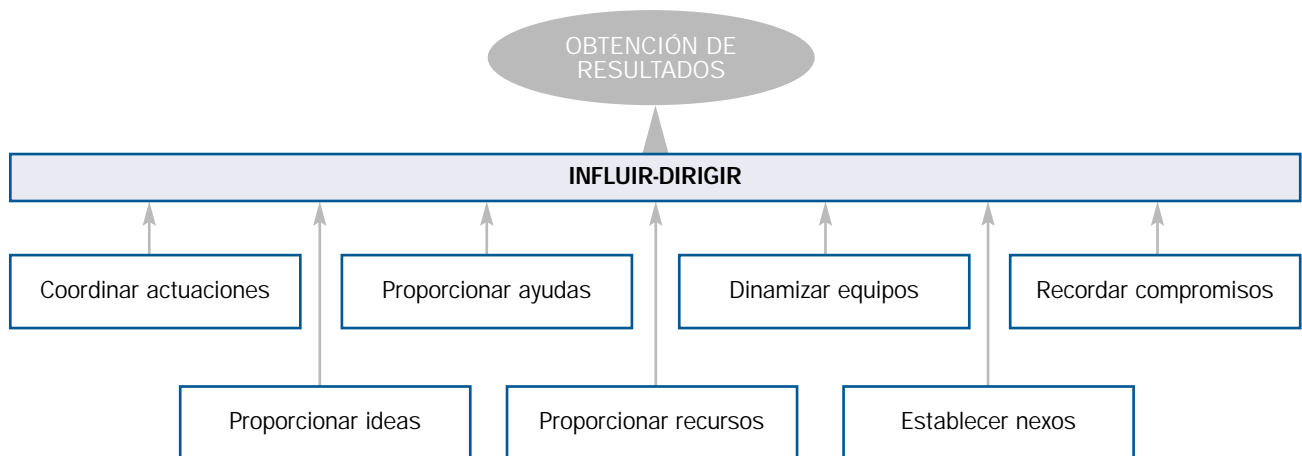 OBTENCIÓN DE
RESULTADOS
INFLUIR-DIRIGIR
Coordinar actuaciones
Proporcionar ayudas
Dinamizar equipos
Recordar compromisos
Proporcionar ideas
Proporcionar recursos
Establecer nexos